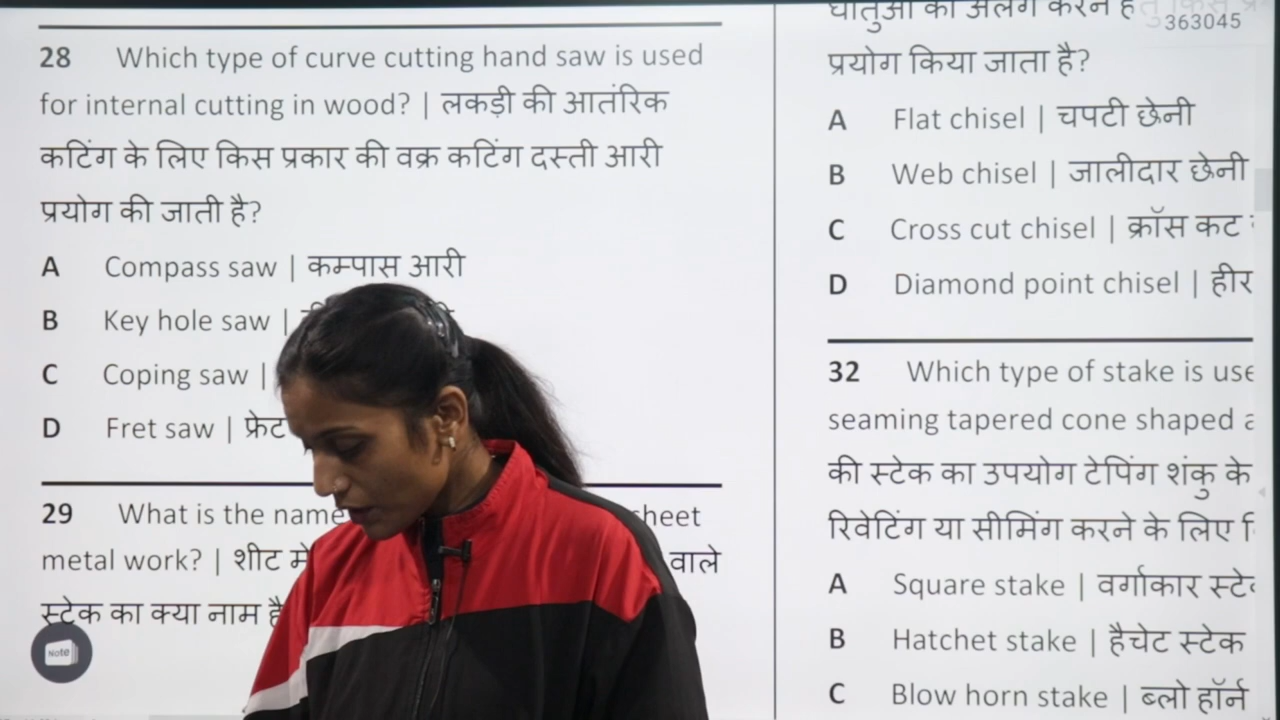 28 Which type of curve cutting hand saw is used
for internal cutting in wood? | लकड़ी की आतंरिक
कटिंग के लिए किस प्रकार की वक्र कटिंग दस्ती आरी
प्रयोग की जाती है?
A Compass saw | कम्पास आरी
B Key hole saw |
C Coping saw |
D Fret saw | फ्रेट
29 What is the name sheet
metal work? | शीट वाले
स्टेक का क्या नाम है
Note
363045
धातुओं को अलग करने
प्रयोग किया जाता है?
A Flat chisel | चपटी छेनी
B Web chisel | जालीदार छेनी
C Cross cut chisel | क्रॉस कट
D Diamond point chisel |
32 Which type of stake is
seaming tapered cone shaped
की स्टेक का उपयोग टेपिंग शंकु के
रिवेटिंग या सीमिंग करने के लिए
A Square stake | वर्गाकार
B Hatchet stake | हैचेट स्टेक
C Blow horn stake | ब्लो हॉर्न